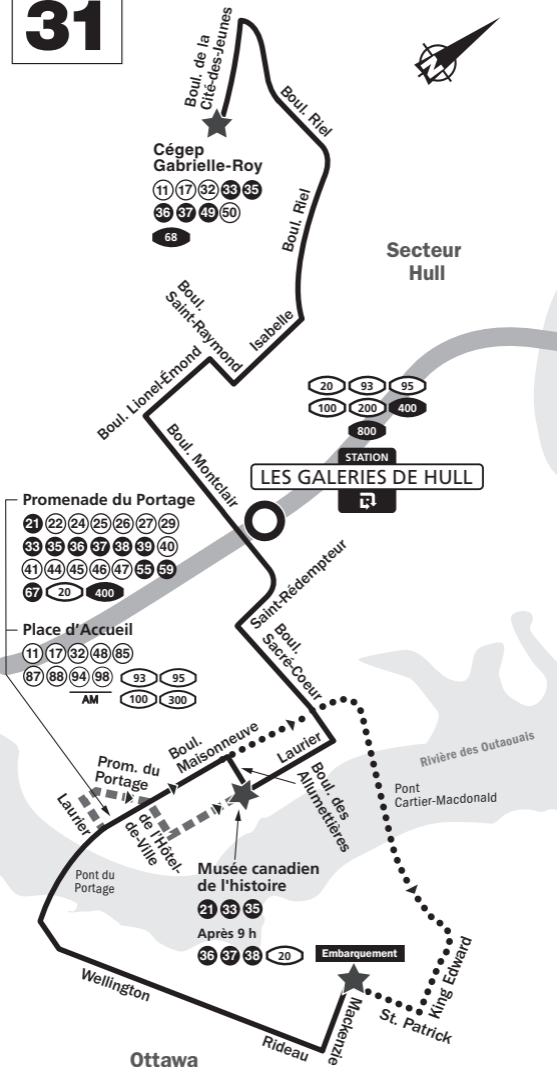 31
N
Boul. de la
Cité-des-Jeunes
Boul. Riel
Cégep
Gabrielle-Roy
11 17 32 33 35
36 37 49 50
68
Boul. Riel
Secteur
Hull
Boul.
Saint-Raymond
Isabelle
Boul. Lionel-Émond
20 93 95
100 200 400
800
Boul. Montclair
STATION
LES GALERIES DE HULL
Promenade du Portage
21 22 24 25 26 27 29
33 35 36 37 38 39 40
41 44 45 46 47 55 59
67 20 400
Saint-Rédempteur
Place d'Accueil
11 17 32 48 85
87 88 94 98 93 95
AM 100 300
Boul.
Sacré-Coeur
Boul.
Maisonneuve
Laurier
Rivière des Outaouais
Prom. du
Portage
Boul. des
Allumettières
Pont
Cartier-Macdonald
Laurier
de l'Hôtel-
de-Ville
Pont du
Portage
Musée canadien
de l'histoire
21 33 35
Après 9 h
36 37 38 20
Embarquement
King Edward
Wellington
Mackenzie
St. Patrick
Rideau
Ottawa